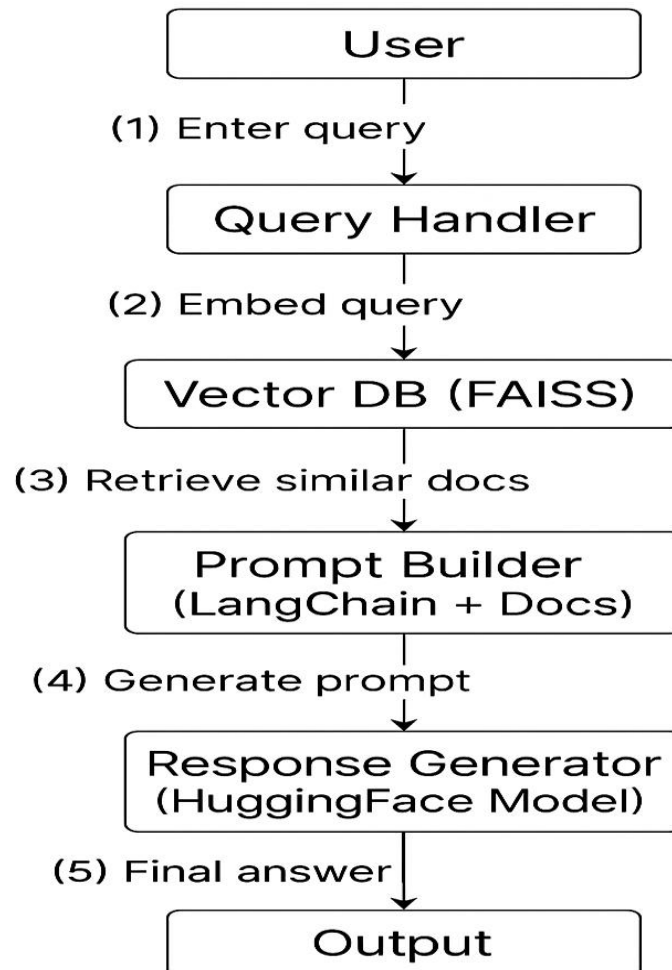 User
(1) Enter query
Query Handler
(2) Embed query
Vector DB (FAISS)
(3) Retrieve similar docs
Prompt Builder
(LangChain + Docs)
(4) Generate prompt
Response Generator
(HuggingFace Model)
(5) Final answer
Output